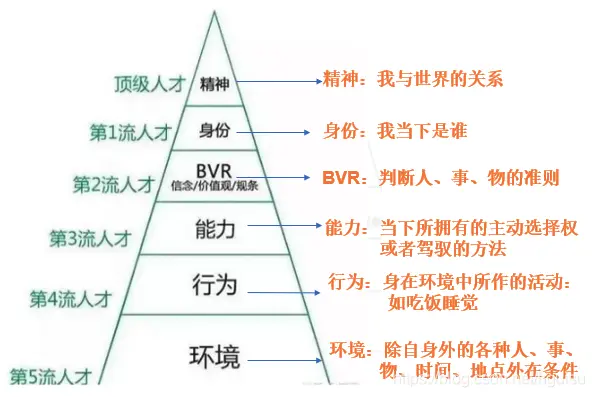 顶级人才
精神
精神：我与世界的关系
第1流人才
身份
身份：我当下是谁
第2流人才
BVR
信念/价值观/规条
BVR：判断人、事、物的准则
第3流人才
能力
能力：当下所拥有的主动选择权
或者驾驭的方法
第4流人才
行为
行为：身在环境中所作的活动：
如吃饭睡觉
第5流人才
环境
环境：除自身外的各种人、事、
物、时间、地点外在条件